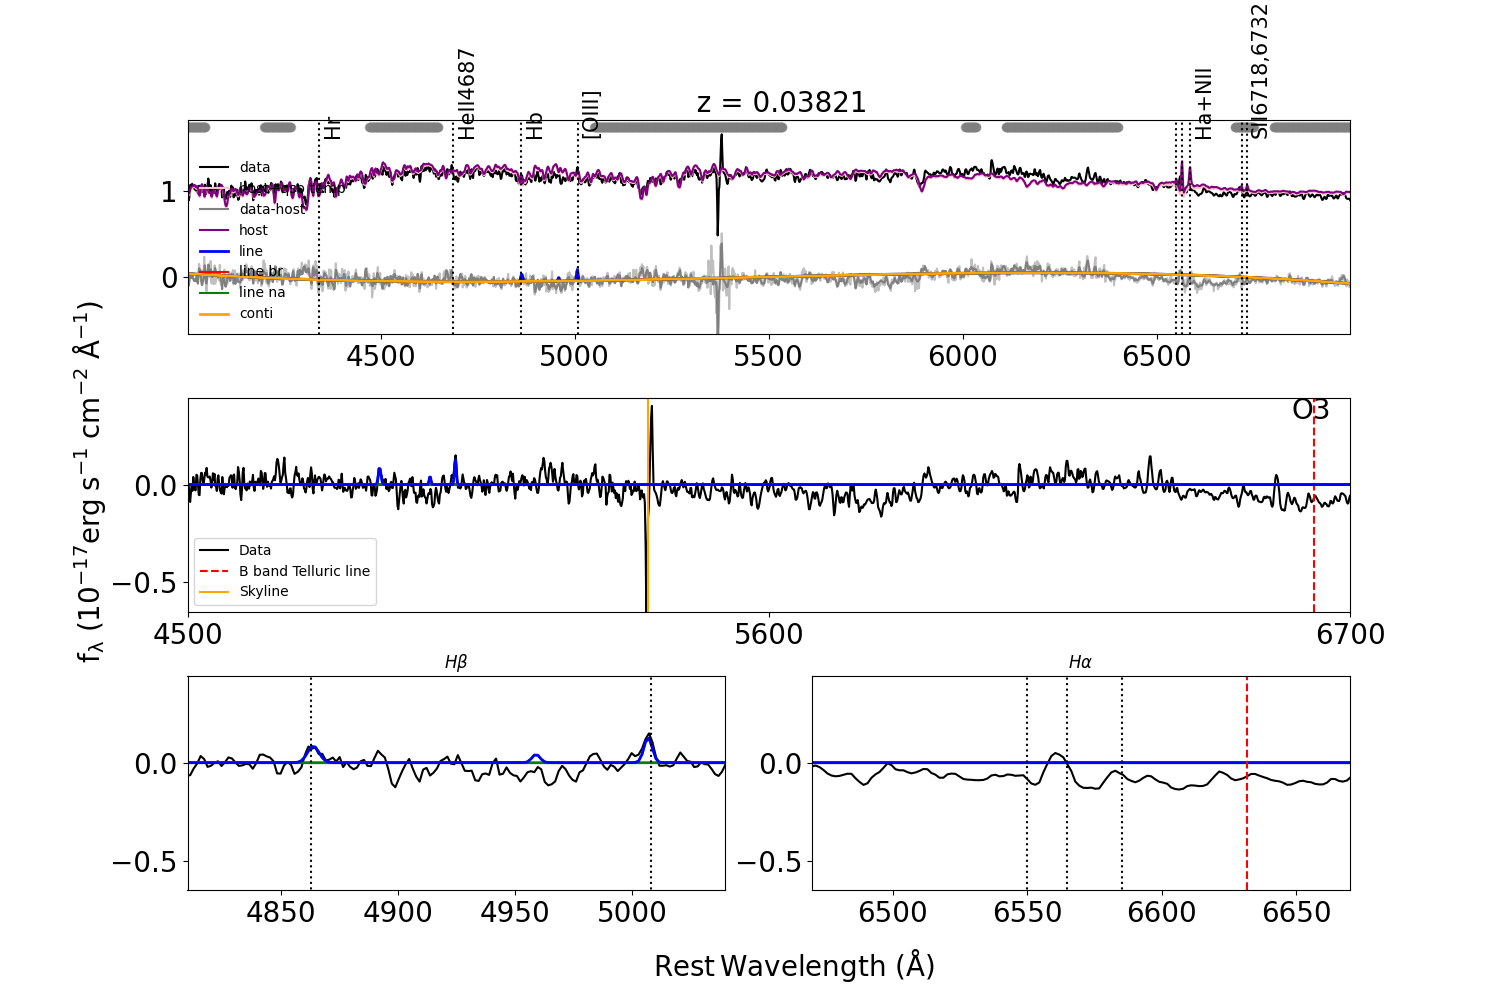 z = 0.03821
Hr
HeII4687
Hb
[OIII]
Ha+NII
SII6718,6732
data
data-host
host
line
line br
line na
conti
1
0
4500 5000 5500 6000 6500
fλ (10⁻¹⁷erg s⁻¹ cm⁻² Å⁻¹)
O3
0.0
−0.5
Data
B band Telluric line
Skyline
4500 5600 6700
Hβ
0.0
−0.5
4850 4900 4950 5000
Hα
0.0
−0.5
6500 6550 6600 6650
Rest Wavelength (Å)